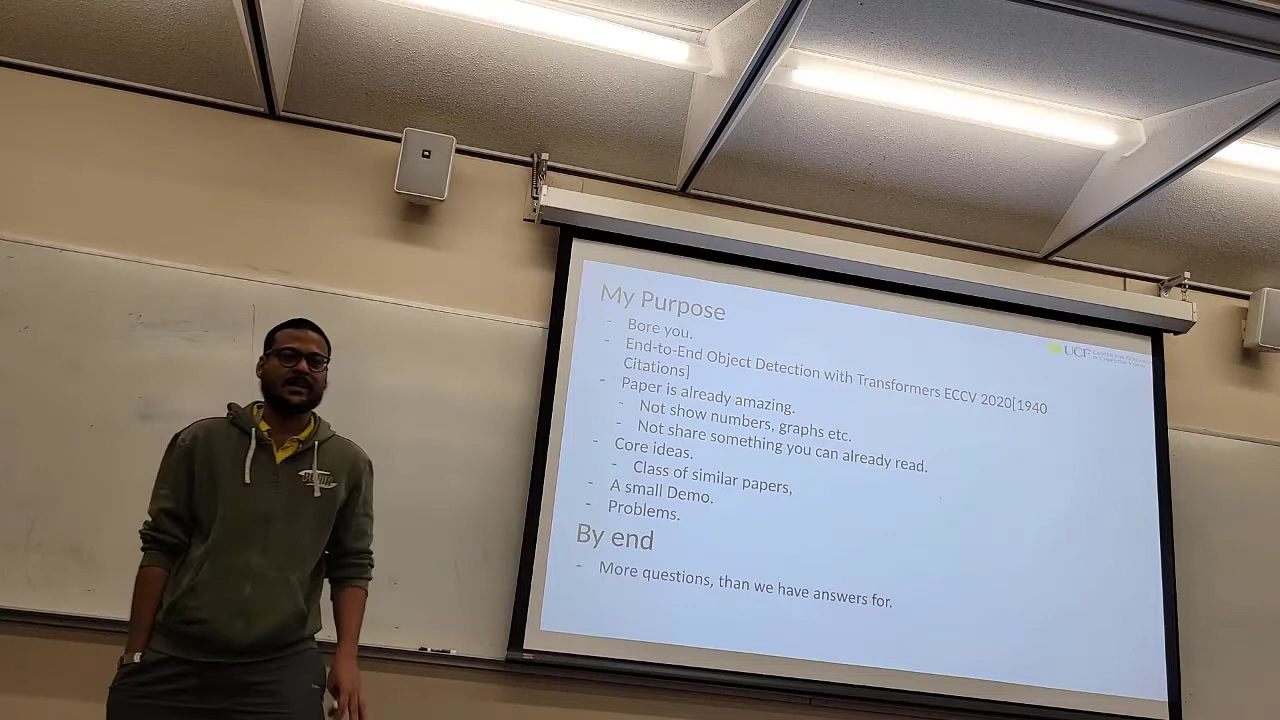 My Purpose
- Bore you.
- End-to-End Object Detection with Transformers ECCV 2020[1940
Citations]
- Paper is already amazing.
- Not show numbers, graphs etc.
- Not share something you can already read.
- Core ideas.
- Class of similar papers,
- A small Demo.
- Problems.
By end
- More questions, than we have answers for.
UCF